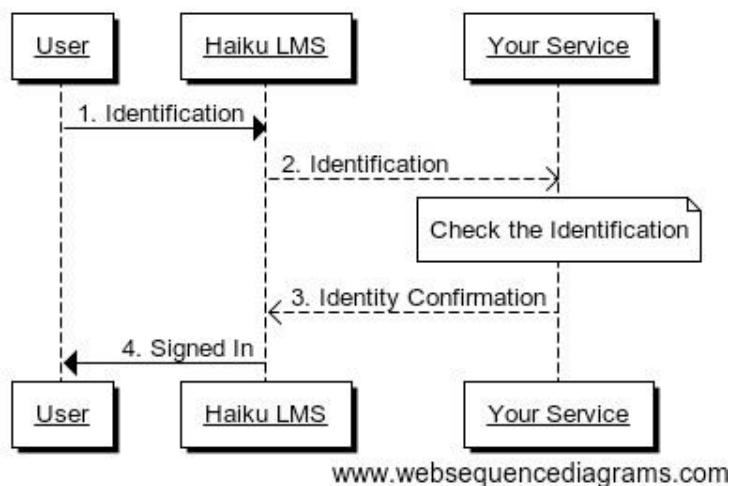 User
Haiku LMS
Your Service
1. Identification
2. Identification
Check the Identification
3. Identity Confirmation
4. Signed In
User
Haiku LMS
Your Service
www.websequencediagrams.com